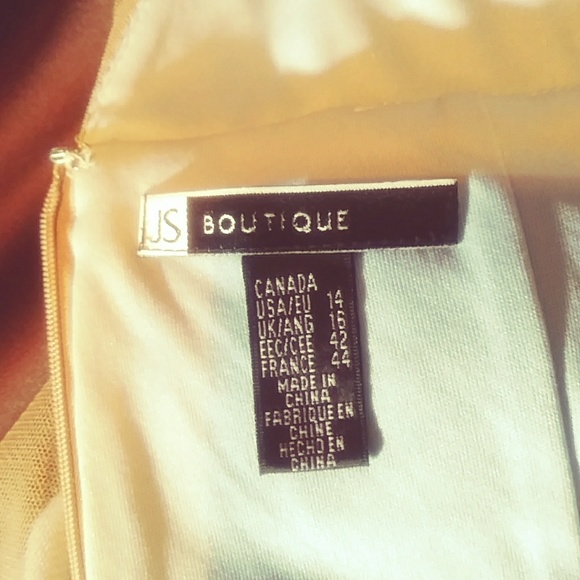 JS BOUTIQUE
CANADA
USA/EU 14
UK/ANG 16
EEC/CEE 42
FRANCE 44
MADE IN
CHINA
FABRIQUE EN
CHINE
HECHO EN
CHINA